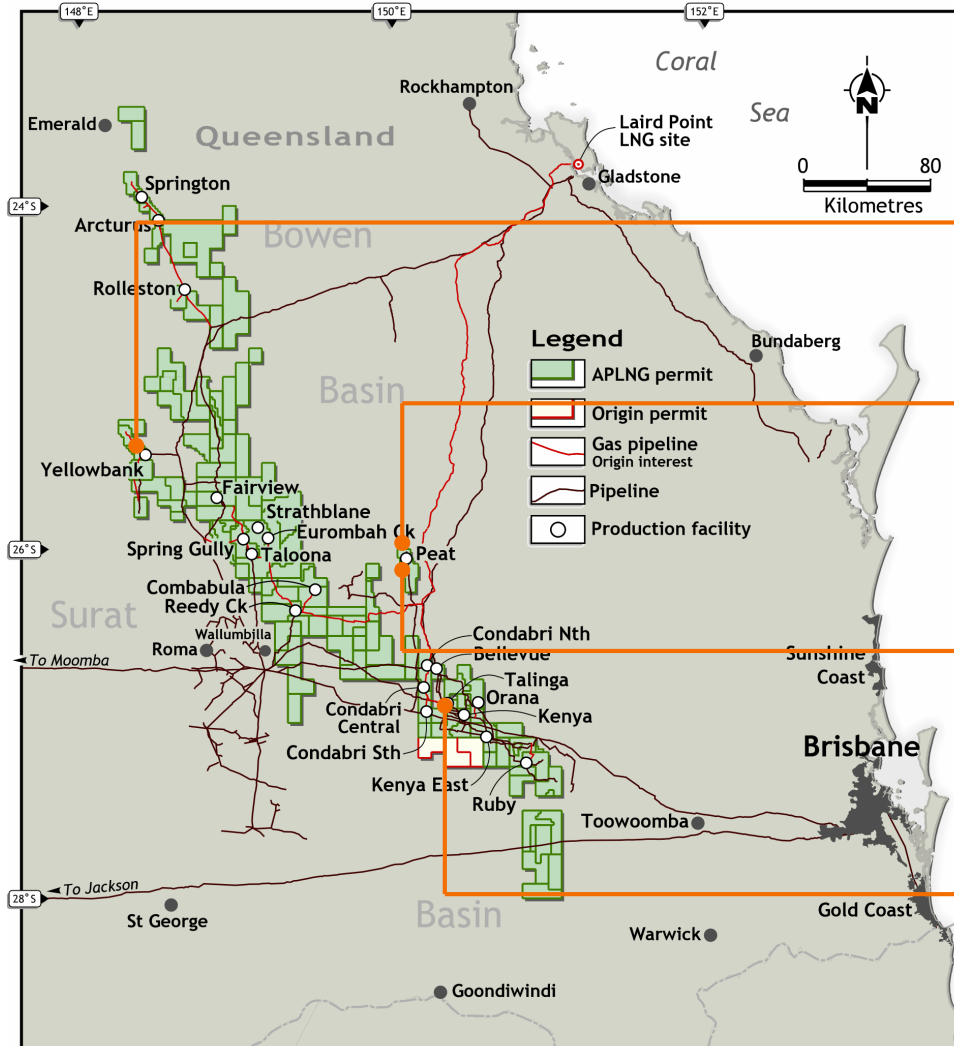 148°E
150°E
152°E
Coral
Sea
Rockhampton
Emerald
Queensland
Laird Point
LNG site
N
0
80
Kilometres
Springton
Gladstone
24°S
Arcturus
Bowen
Rolleston
Bundaberg
Legend
APLNG permit
Origin permit
Gas pipeline
Origin interest
Pipeline
Production facility
Basin
Yellowbank
Fairview
Strathblane
Eurombah Ck
26°S
Spring Gully
Taloona
Peat
Combabula
Reedy Ck
Surat
Wallumbilla
Roma
To Moomba
Condabri Nth
Bellevue
Sunshine
Coast
Talinga
Orana
Condabri
Central
Kenya
Condabri Sth
Brisbane
Kenya East
Ruby
Toowoomba
To Jackson
28°S
St George
Basin
Gold Coast
Warwick
Goondiwindi